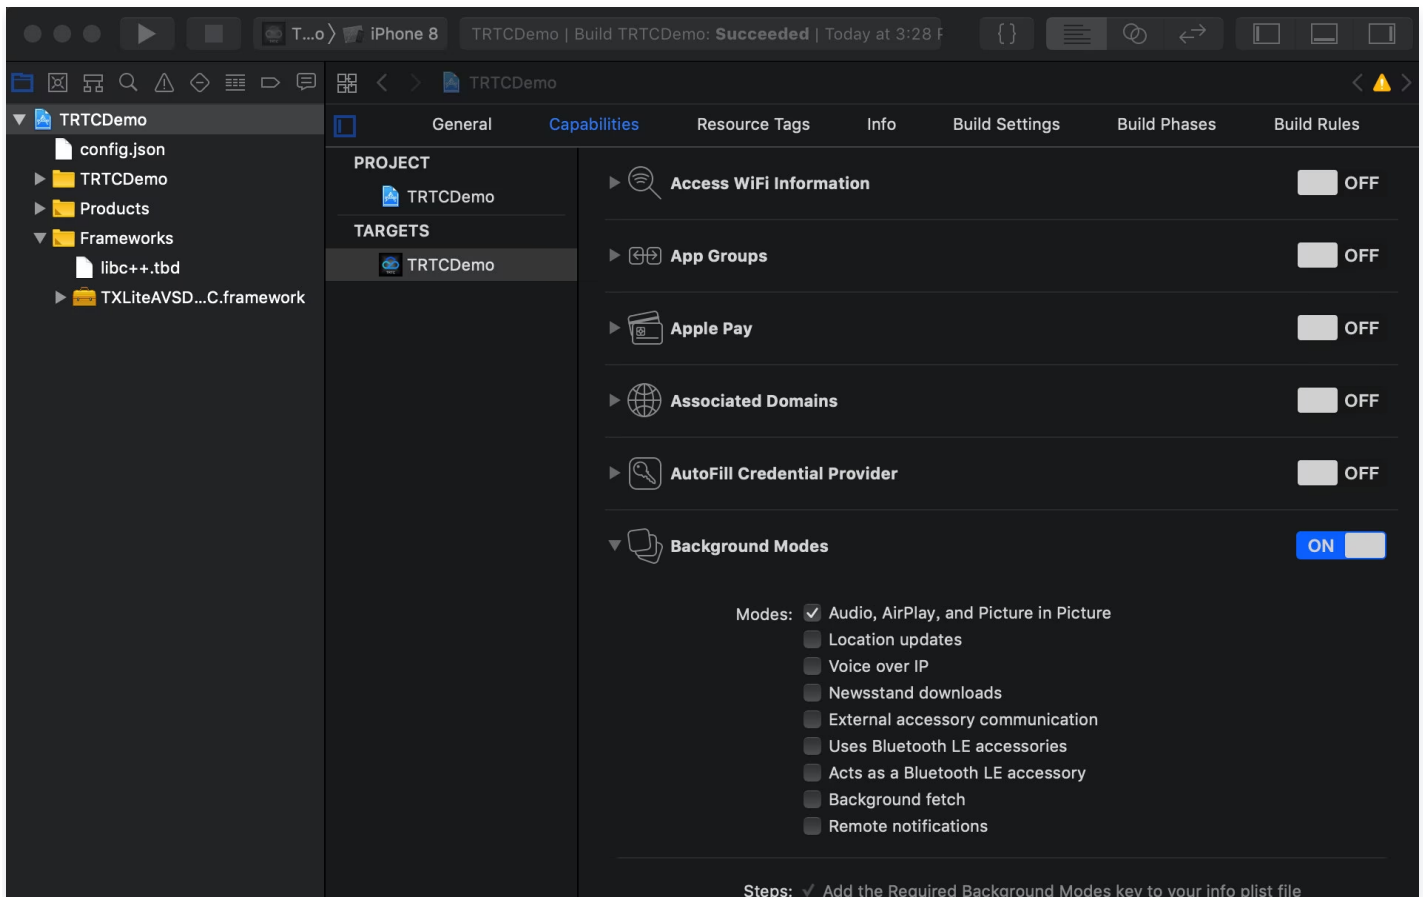 T...o 〉 iPhone 8
TRTCDemo | Build TRTCDemo: Succeeded | Today at 3:28
{ }
TRTCDemo
TRTCDemo
config.json
TRTCDemo
Products
Frameworks
libc++.tbd
TXLiteAVSD...C.framework
General Capabilities Resource Tags Info Build Settings Build Phases Build Rules
PROJECT
TRTCDemo
TARGETS
TRTCDemo
Access WiFi Information OFF
App Groups OFF
Apple Pay OFF
Associated Domains OFF
AutoFill Credential Provider OFF
Background Modes ON
Modes: Audio, AirPlay, and Picture in Picture
Location updates
Voice over IP
Newsstand downloads
External accessory communication
Uses Bluetooth LE accessories
Acts as a Bluetooth LE accessory
Background fetch
Remote notifications
Steps: ✓ Add the Required Background Modes key to your info plist file